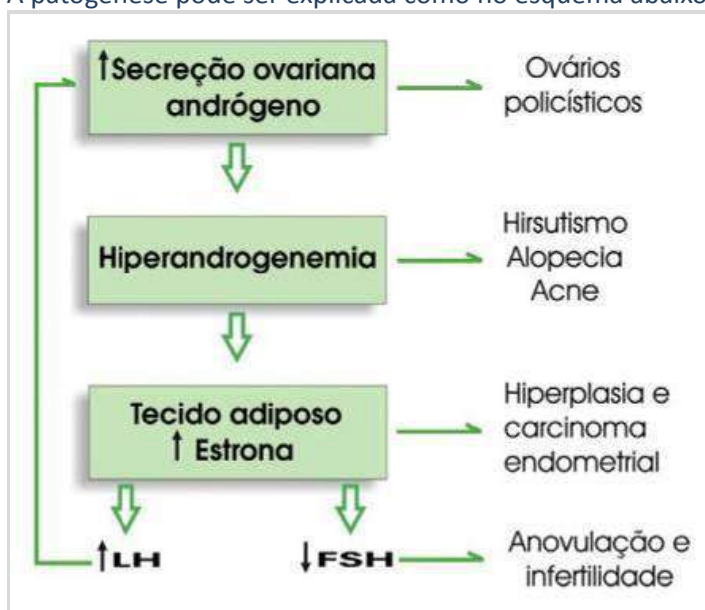 A patogênese pode ser explicada como no esquema abaixo
↑Secreção ovariana
andrógeno
Ovários
policísticos
Hiperandrogenemia
Hirsutismo
Alopecia
Acne
Tecido adiposo
↑ Estrona
Hiperplasia e
carcinoma
endometrial
↑LH
↓FSH
Anovulação e
infertilidade